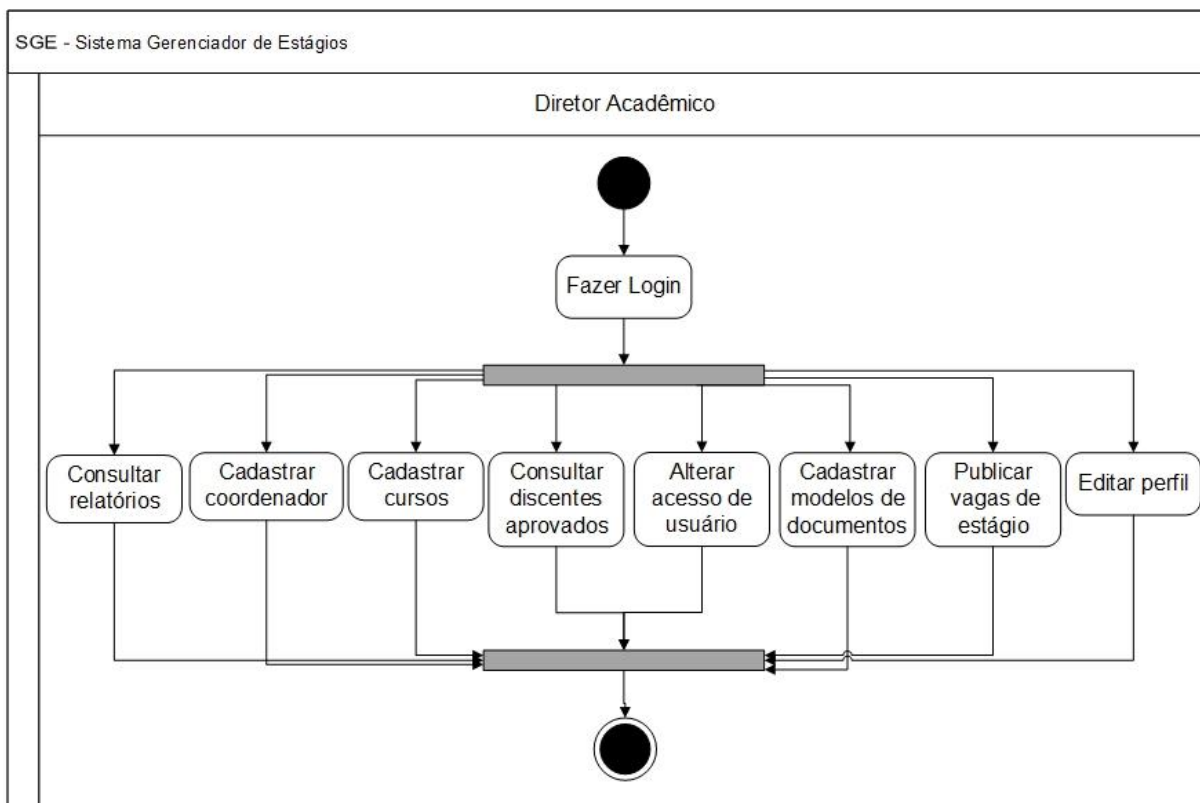 SGE - Sistema Gerenciador de Estágios
Diretor Acadêmico
Fazer Login
Consultar
relatórios
Cadastrar
coordenador
Cadastrar
cursos
Consultar
discentes
aprovados
Alterar
acesso de
usuário
Cadastrar
modelos de
documentos
Publicar
vagas de
estágio
Editar perfil